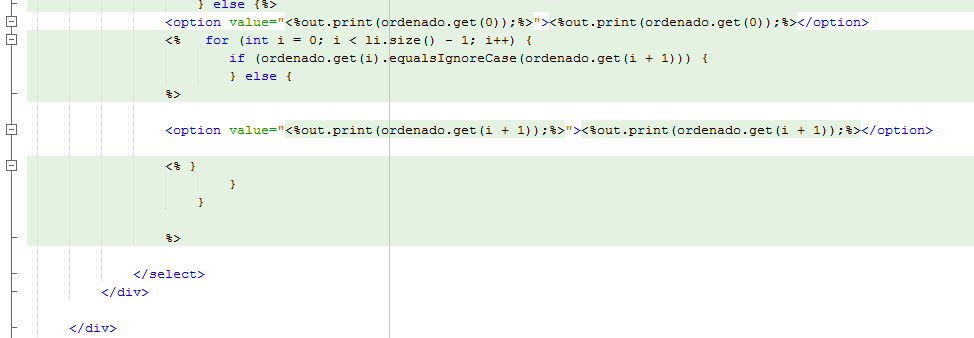 } else {%>
<option value="<%out.print(ordenado.get(0));%>"><%out.print(ordenado.get(0));%></option>
<%   for (int i = 0; i < li.size() - 1; i++) {
if (ordenado.get(i).equalsIgnoreCase(ordenado.get(i + 1))) {
} else {
%>
<option value="<%out.print(ordenado.get(i + 1));%>"><%out.print(ordenado.get(i + 1));%></option>
<% }
}
}
%>
</select>
</div>
</div>